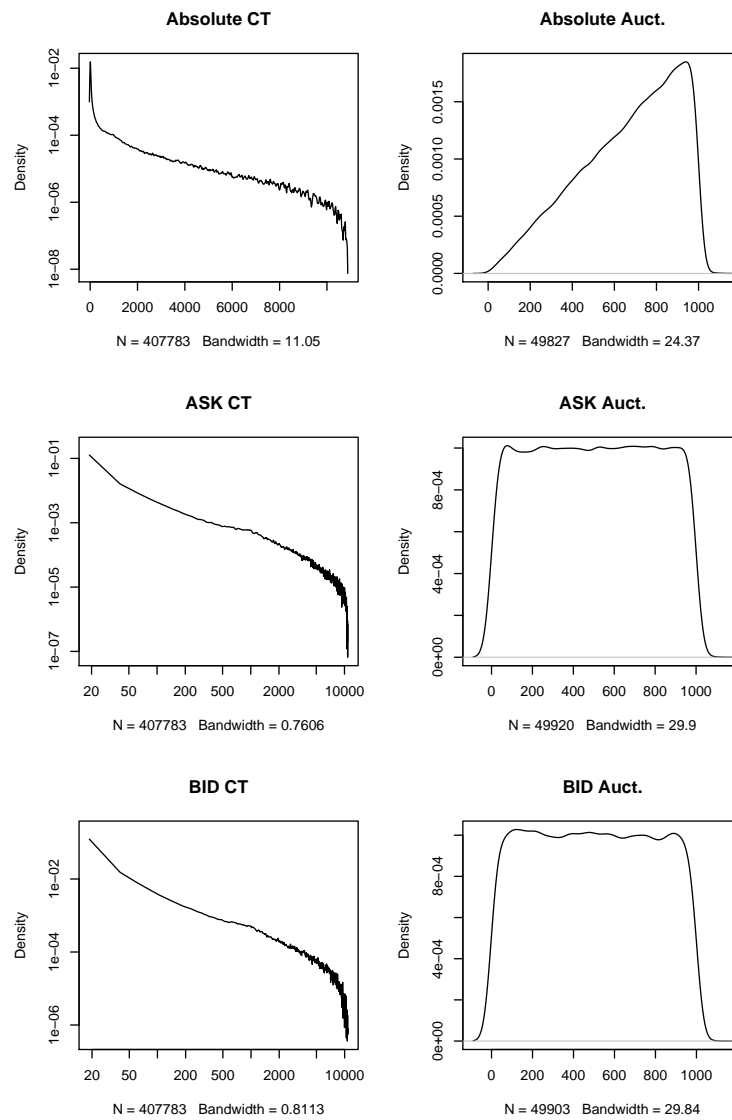 Absolute CT
Density
1e−02
1e−04
1e−06
1e−08
0 2000 4000 6000 8000
N = 407783 Bandwidth = 11.05
Absolute Auct.
Density
0.0015
0.0010
0.0005
0.0000
0 200 400 600 800 1000
N = 49827 Bandwidth = 24.37
ASK CT
Density
1e−01
1e−03
1e−05
1e−07
20 50 200 500 2000 10000
N = 407783 Bandwidth = 0.7606
ASK Auct.
Density
8e−04
4e−04
0e+00
0 200 400 600 800 1000
N = 49920 Bandwidth = 29.9
BID CT
Density
1e−02
1e−04
1e−06
20 50 200 500 2000 10000
N = 407783 Bandwidth = 0.8113
BID Auct.
Density
8e−04
4e−04
0e+00
0 200 400 600 800 1000
N = 49903 Bandwidth = 29.84